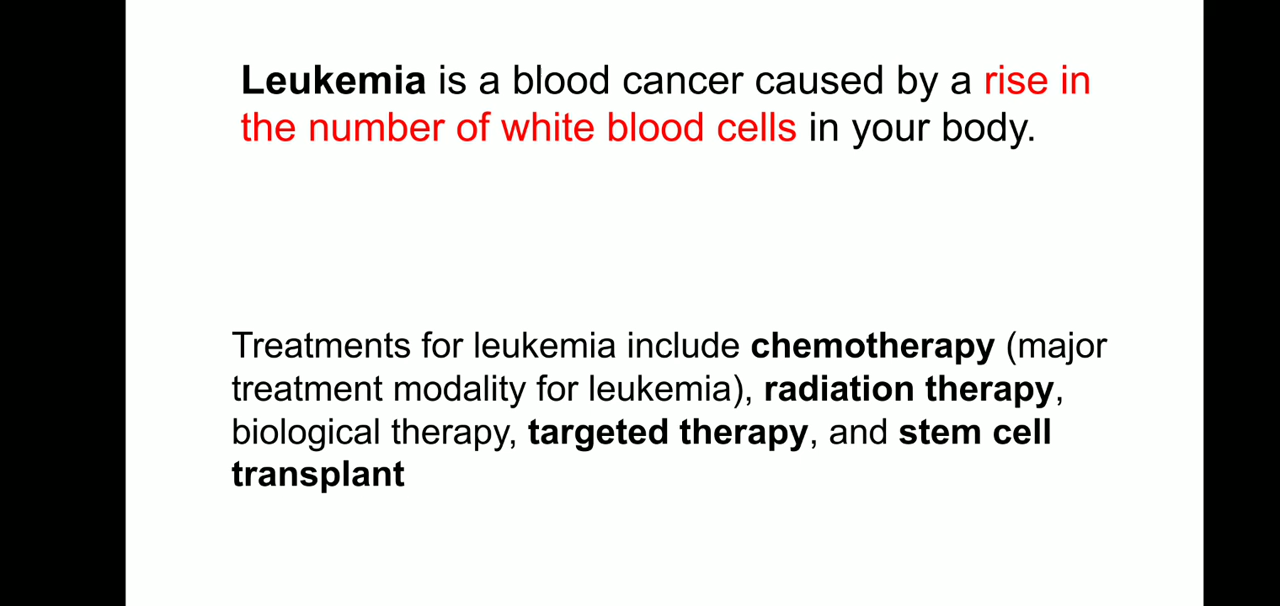 Leukemia is a blood cancer caused by a rise in
the number of white blood cells in your body.
Treatments for leukemia include chemotherapy (major
treatment modality for leukemia), radiation therapy,
biological therapy, targeted therapy, and stem cell
transplant